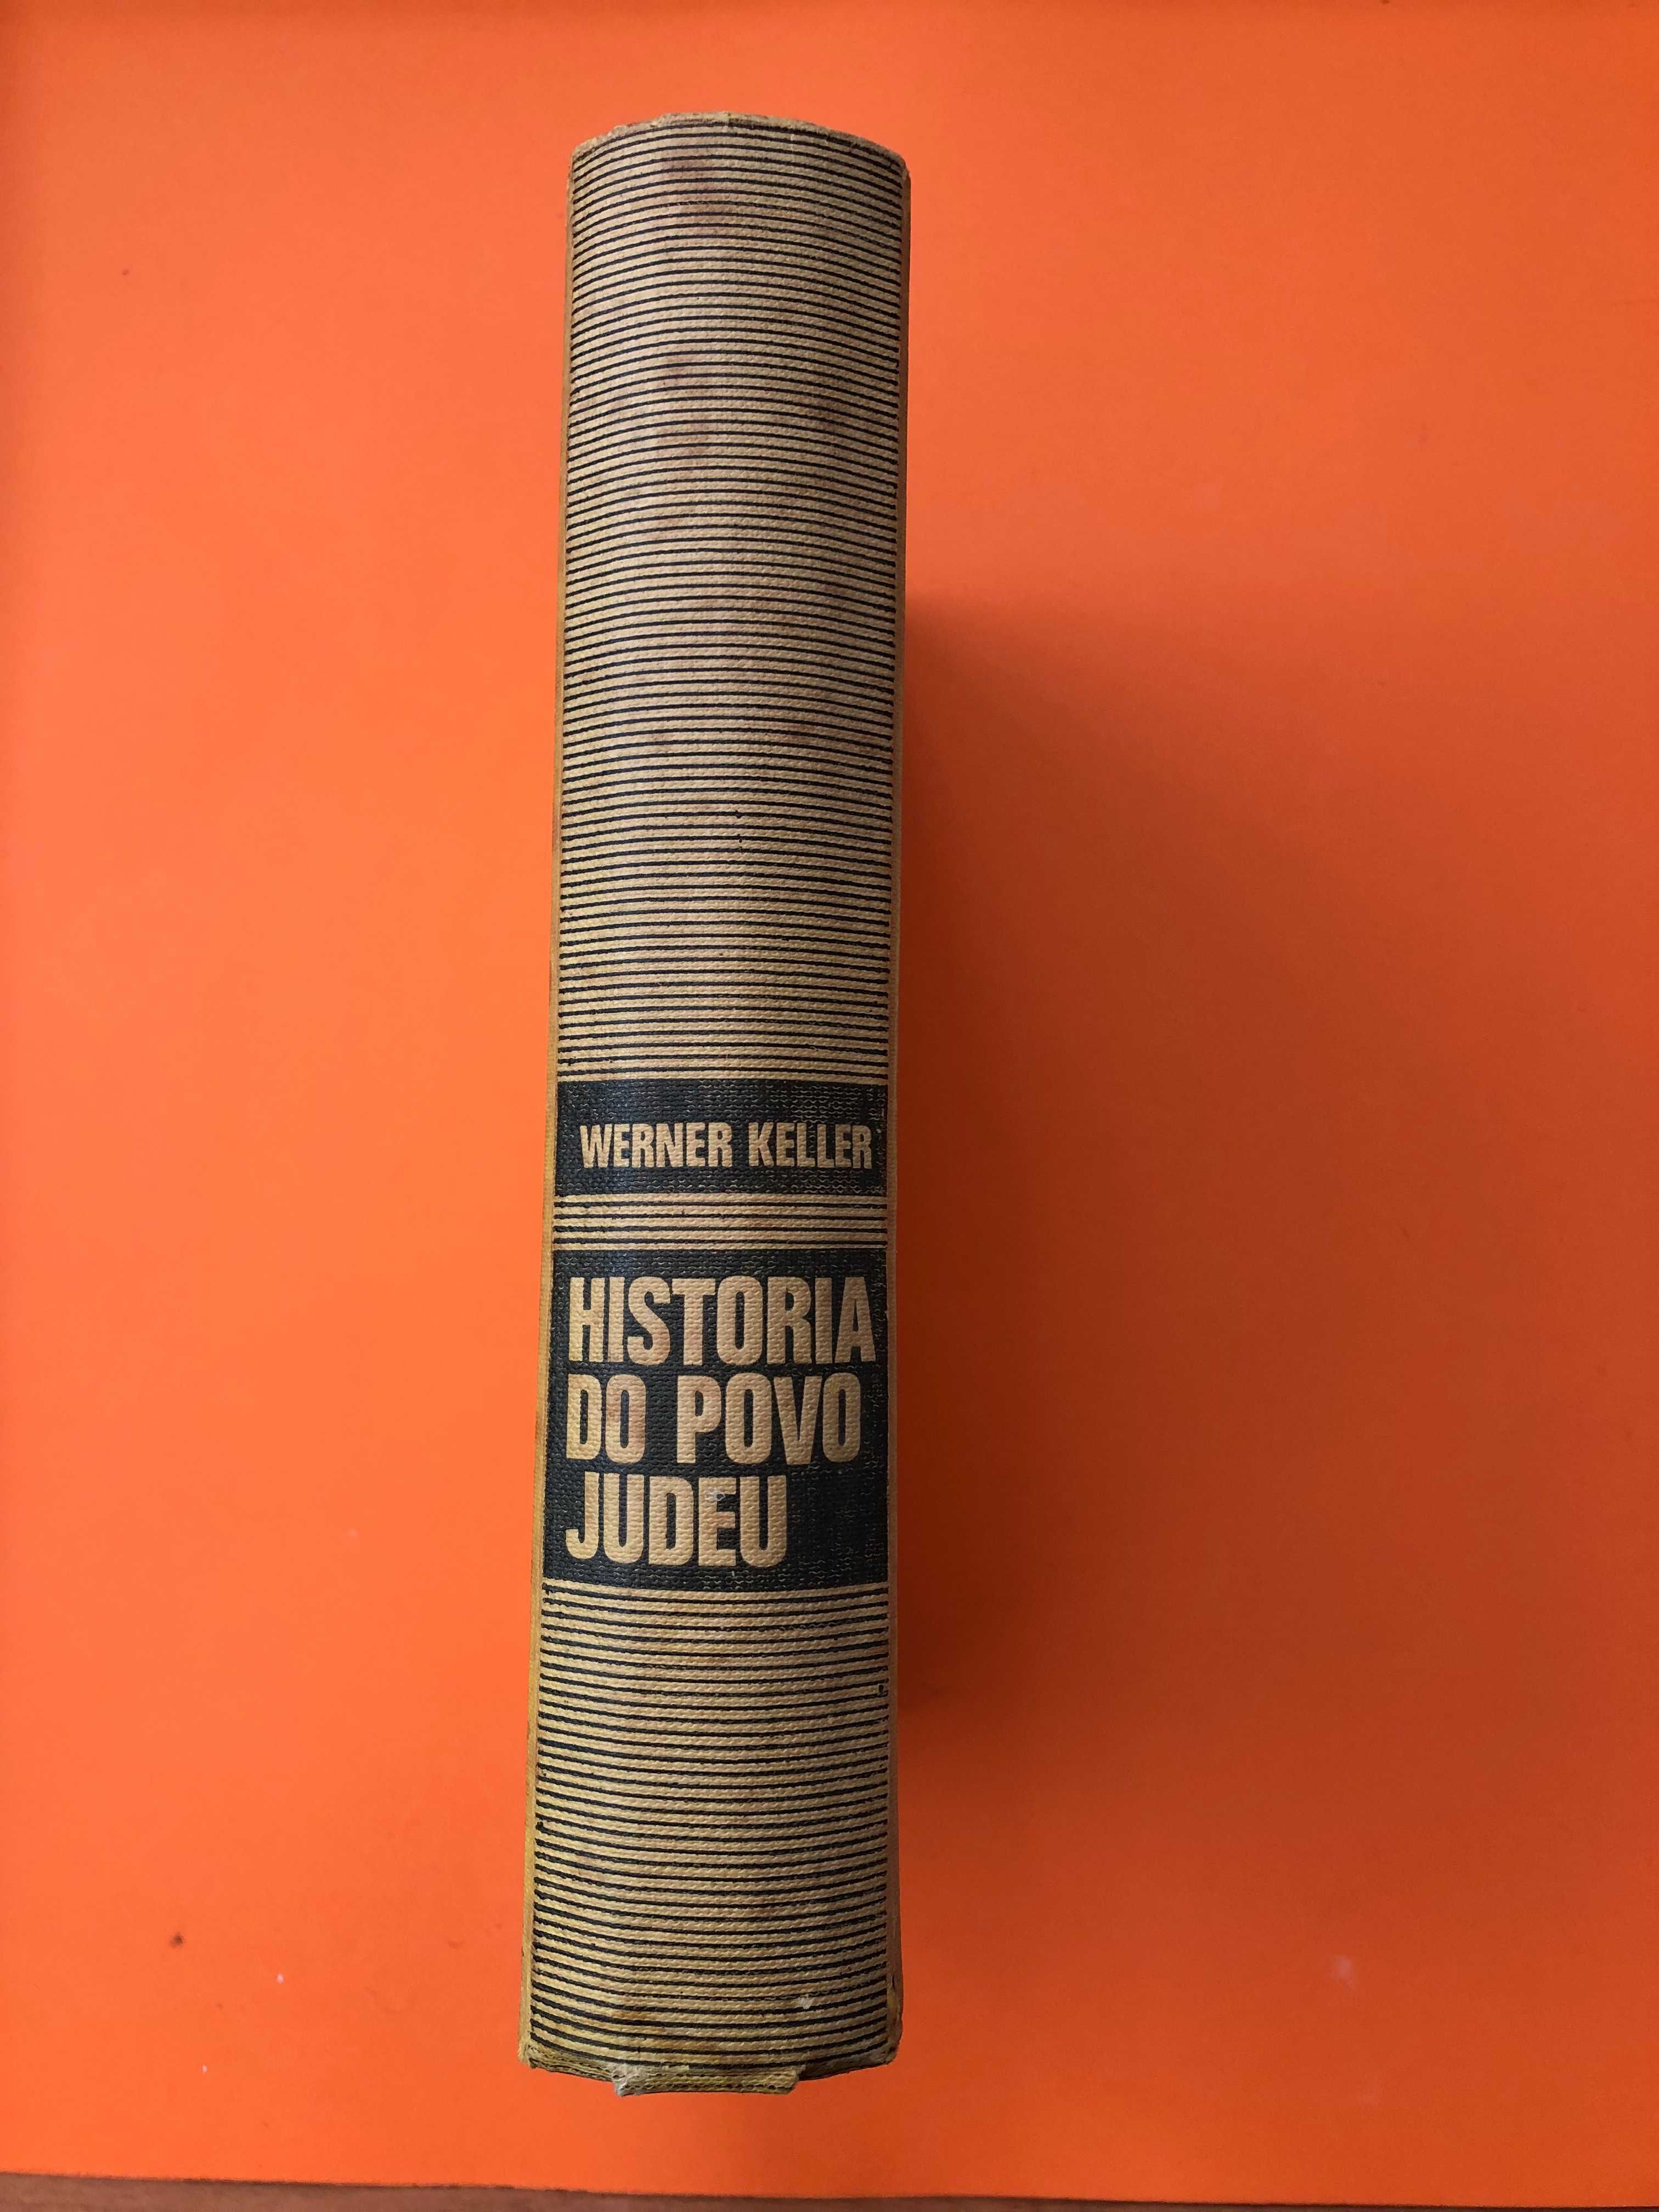 WERNER KELLER
HISTORIA
DO POVO
JUDEU